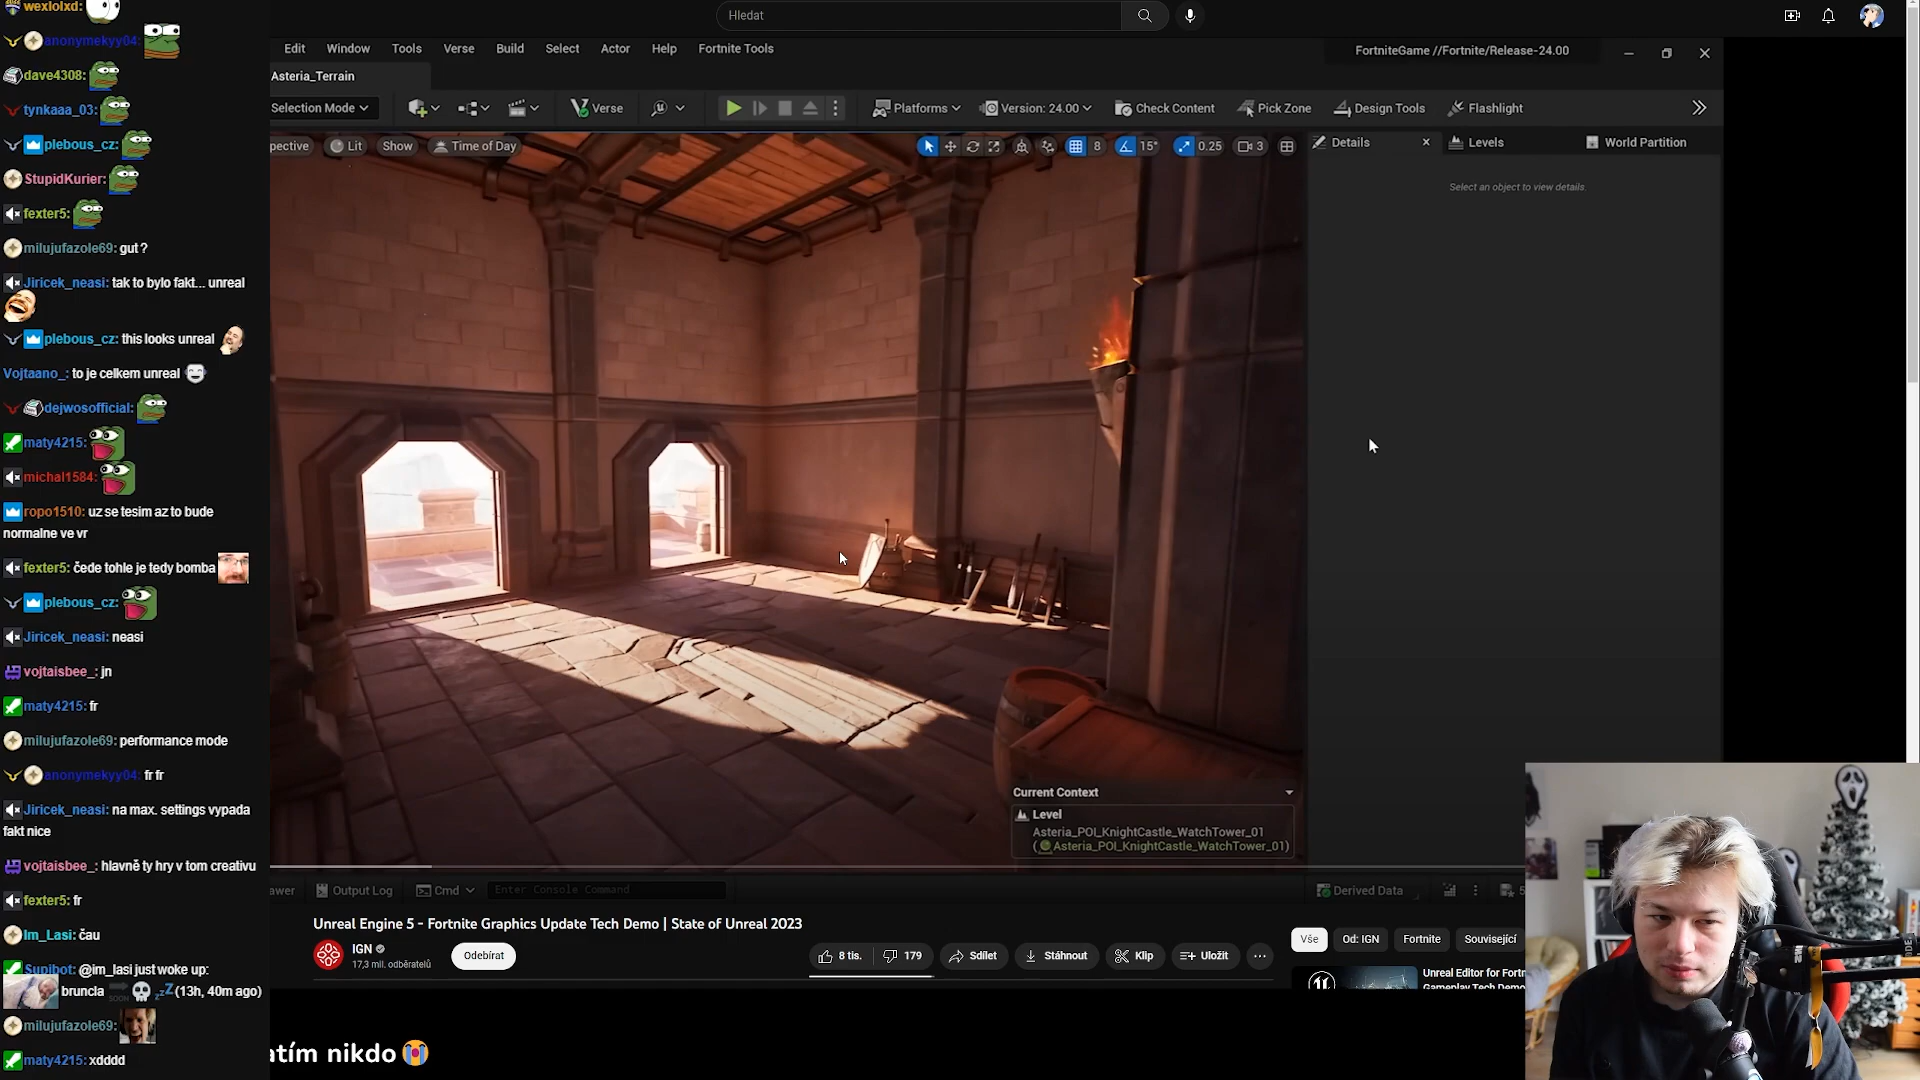 wexlolxd:
anonymekyy04:
dave4308:
tynkaaa_03:
plebous_cz:
StupidKurier:
fexter5:
milujufazole69: gut ?
Jiricek_neasi: tak to bylo fakt... unreal
plebous_cz: this looks unreal
Vojtaano_: to je celkem unreal
dejwosofficial:
maty4215:
michal1584:
ropo1510: uz se tesim az to bude
normalne ve vr
fexter5: čede tohle je tedy bomba
plebous_cz:
Jiricek_neasi: neasi
vojtaisbee_: jn
maty4215: fr
milujufazole69: performance mode
anonymekyy04: fr fr
Jiricek_neasi: na max. settings vypada
fakt nice
vojtaisbee_: hlavně ty hry v tom creativu
fexter5: fr
Im_Lasi: čau
Supibot: @im_lasi just woke up:
bruncla SOON (13h, 40m ago)
milujufazole69:
maty4215: xdddd
Hledat
Edit Window Tools Verse Build Select Actor Help Fortnite Tools
FortniteGame //Fortnite/Release-24.00
Asteria_Terrain
Selection Mode Verse Platforms Version: 24.00 Check Content Pick Zone Design Tools Flashlight
pective Lit Show Time of Day 8 15° 0.25 3
Details Levels World Partition
Select an object to view details.
Current Context
Level
Asteria_POI_KnightCastle_WatchTower_01
(Asteria_POI_KnightCastle_WatchTower_01)
awer Output Log Cmd Enter Console Command Derived Data 5
Unreal Engine 5 - Fortnite Graphics Update Tech Demo | State of Unreal 2023
IGN
17,3 mil. odběratelů
Odebírat
8 tis. 179 Sdílet Stáhnout Klip Uložit
Vše Od: IGN Fortnite Související
Unreal Editor for Fortn
Gameplay Tech Demo
atím nikdo